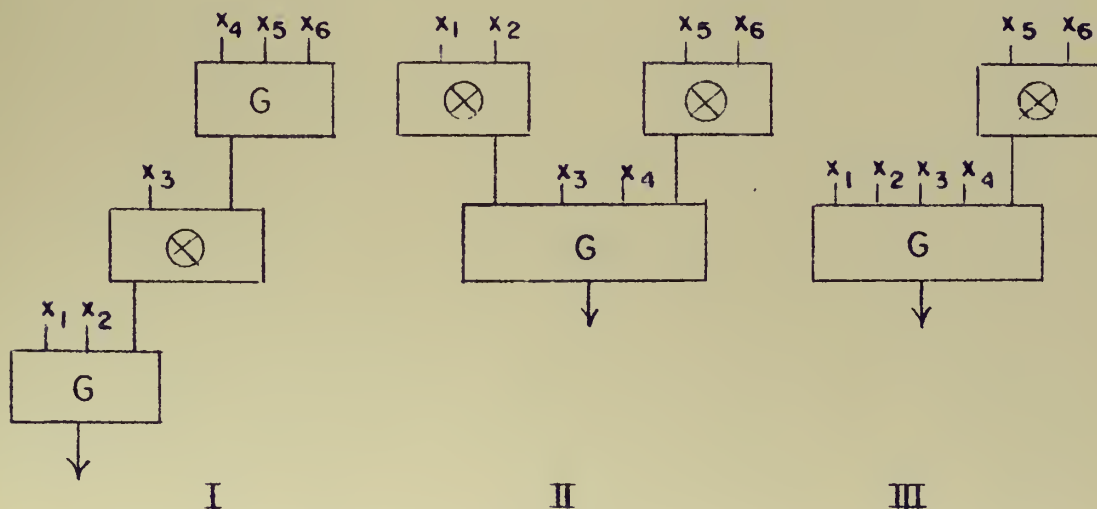 x4 x5 x6
G
x3
⊗
x1 x2
G
I
x1 x2
⊗
x5 x6
⊗
x3 x4
G
II
x5 x6
⊗
x1 x2 x3 x4
G
III